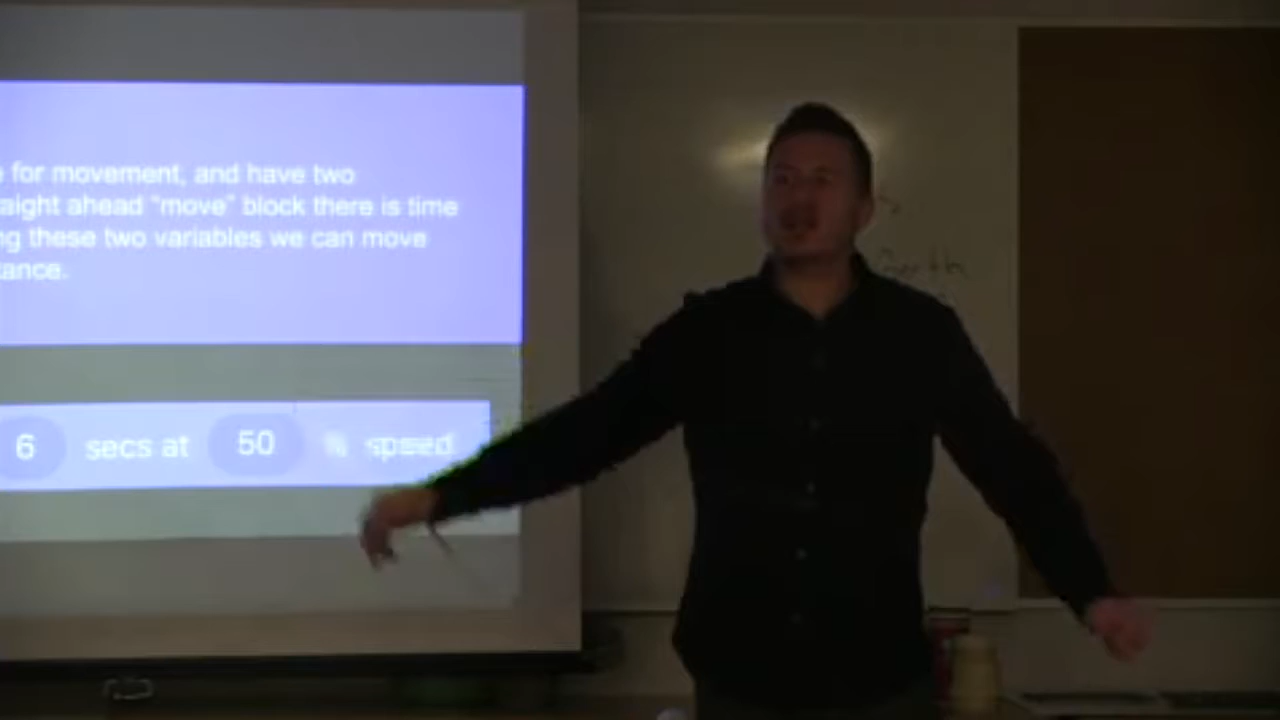 for movement, and have two
aight ahead “move” block there is time
ng these two variables we can move
tance.
6 secs at 50 % speed